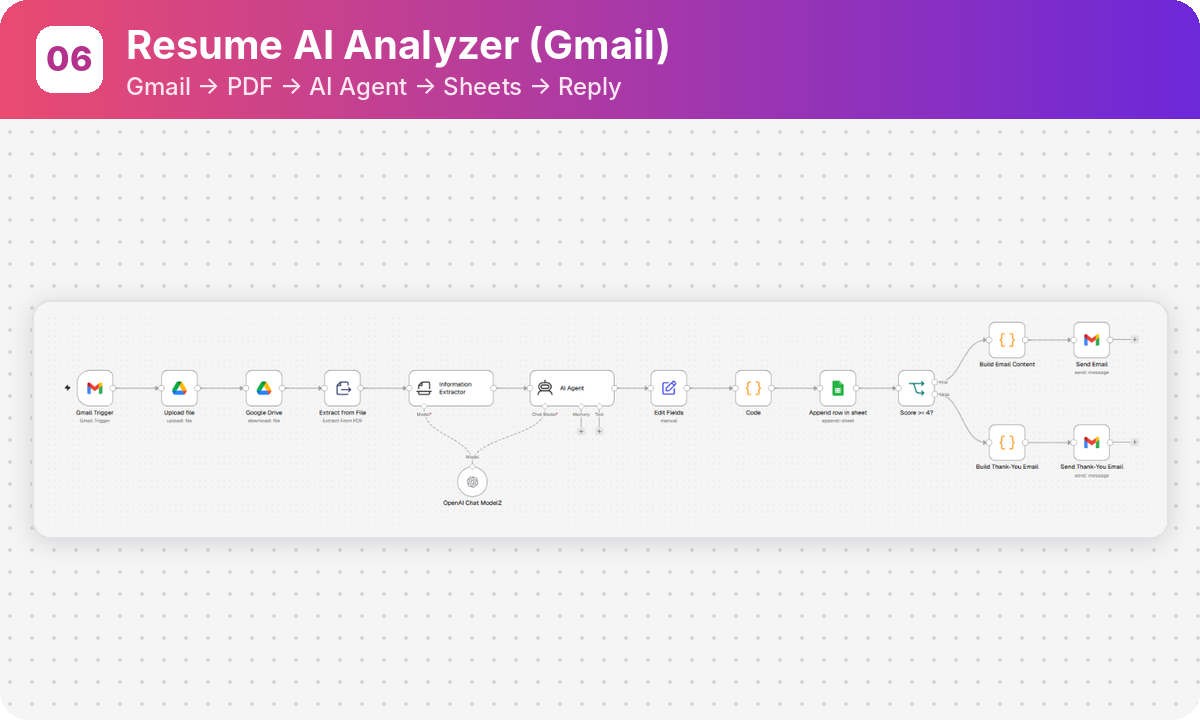 06
Resume AI Analyzer (Gmail)
Gmail → PDF → AI Agent → Sheets → Reply
Gmail Trigger
Gmail Trigger
Upload file
upload: file
Google Drive
download: file
Extract from File
Extract From PDF
Information
Extractor
Model*
AI Agent
Chat Model*
Memory
Tool
Model
OpenAI Chat Model2
Edit Fields
manual
{ }
Code
Append row in sheet
append: sheet
Score >= 4?
true
false
{ }
Build Email Content
Send Email
send: message
{ }
Build Thank-You Email
Send Thank-You Email
send: message